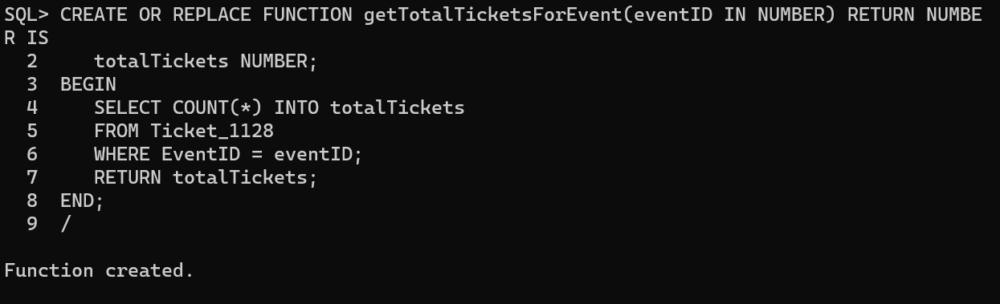 SQL> CREATE OR REPLACE FUNCTION getTotalTicketsForEvent(eventID IN NUMBER) RETURN NUMBE
R IS
  2     totalTickets NUMBER;
  3  BEGIN
  4     SELECT COUNT(*) INTO totalTickets
  5     FROM Ticket_1128
  6     WHERE EventID = eventID;
  7     RETURN totalTickets;
  8  END;
  9  /
Function created.